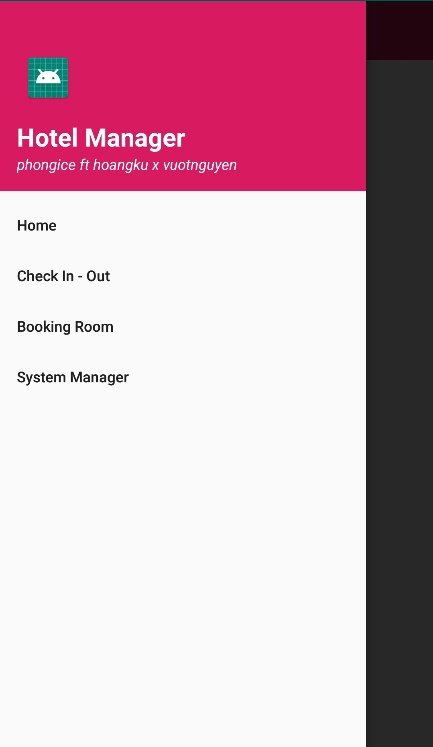 Hotel Manager
phongice ft hoangku x vuotnguyen
Home
Check In - Out
Booking Room
System Manager